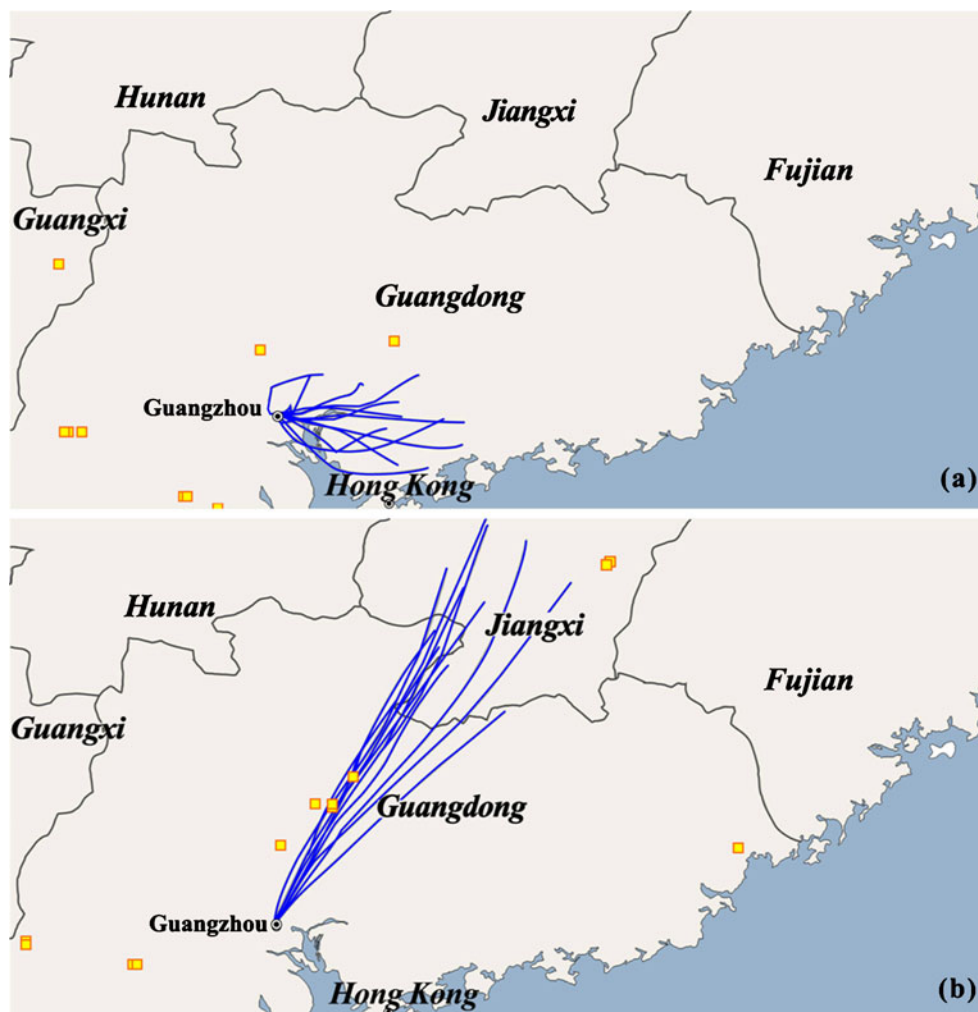 Hunan
Jiangxi
Fujian
Guangxi
Guangdong
Guangzhou
Hong Kong
(a)
Hunan
Jiangxi
Fujian
Guangxi
Guangdong
Guangzhou
Hong Kong
(b)